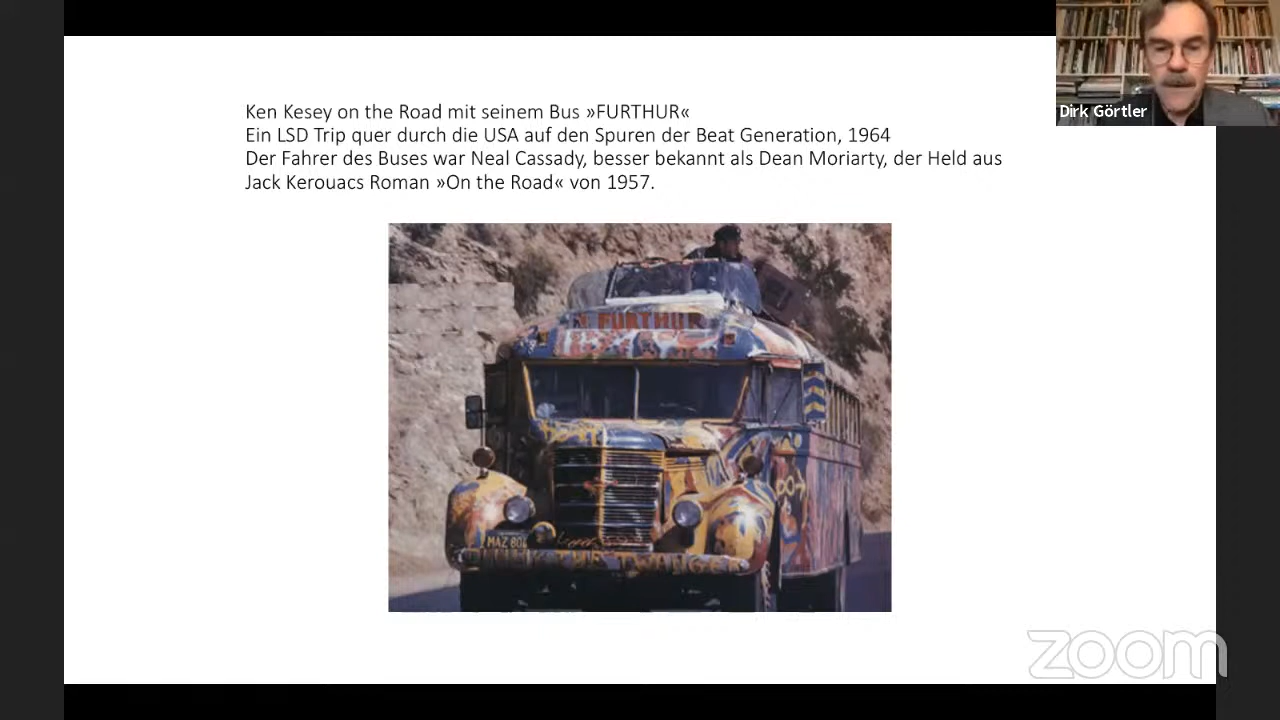 Ken Kesey on the Road mit seinem Bus »FURTHUR«
Ein LSD Trip quer durch die USA auf den Spuren der Beat Generation, 1964
Der Fahrer des Buses war Neal Cassady, besser bekannt als Dean Moriarty, der Held aus
Jack Kerouacs Roman »On the Road« von 1957.
Dirk Görtler
FURTHUR
MAZ 804
THE TWANGER
zoom